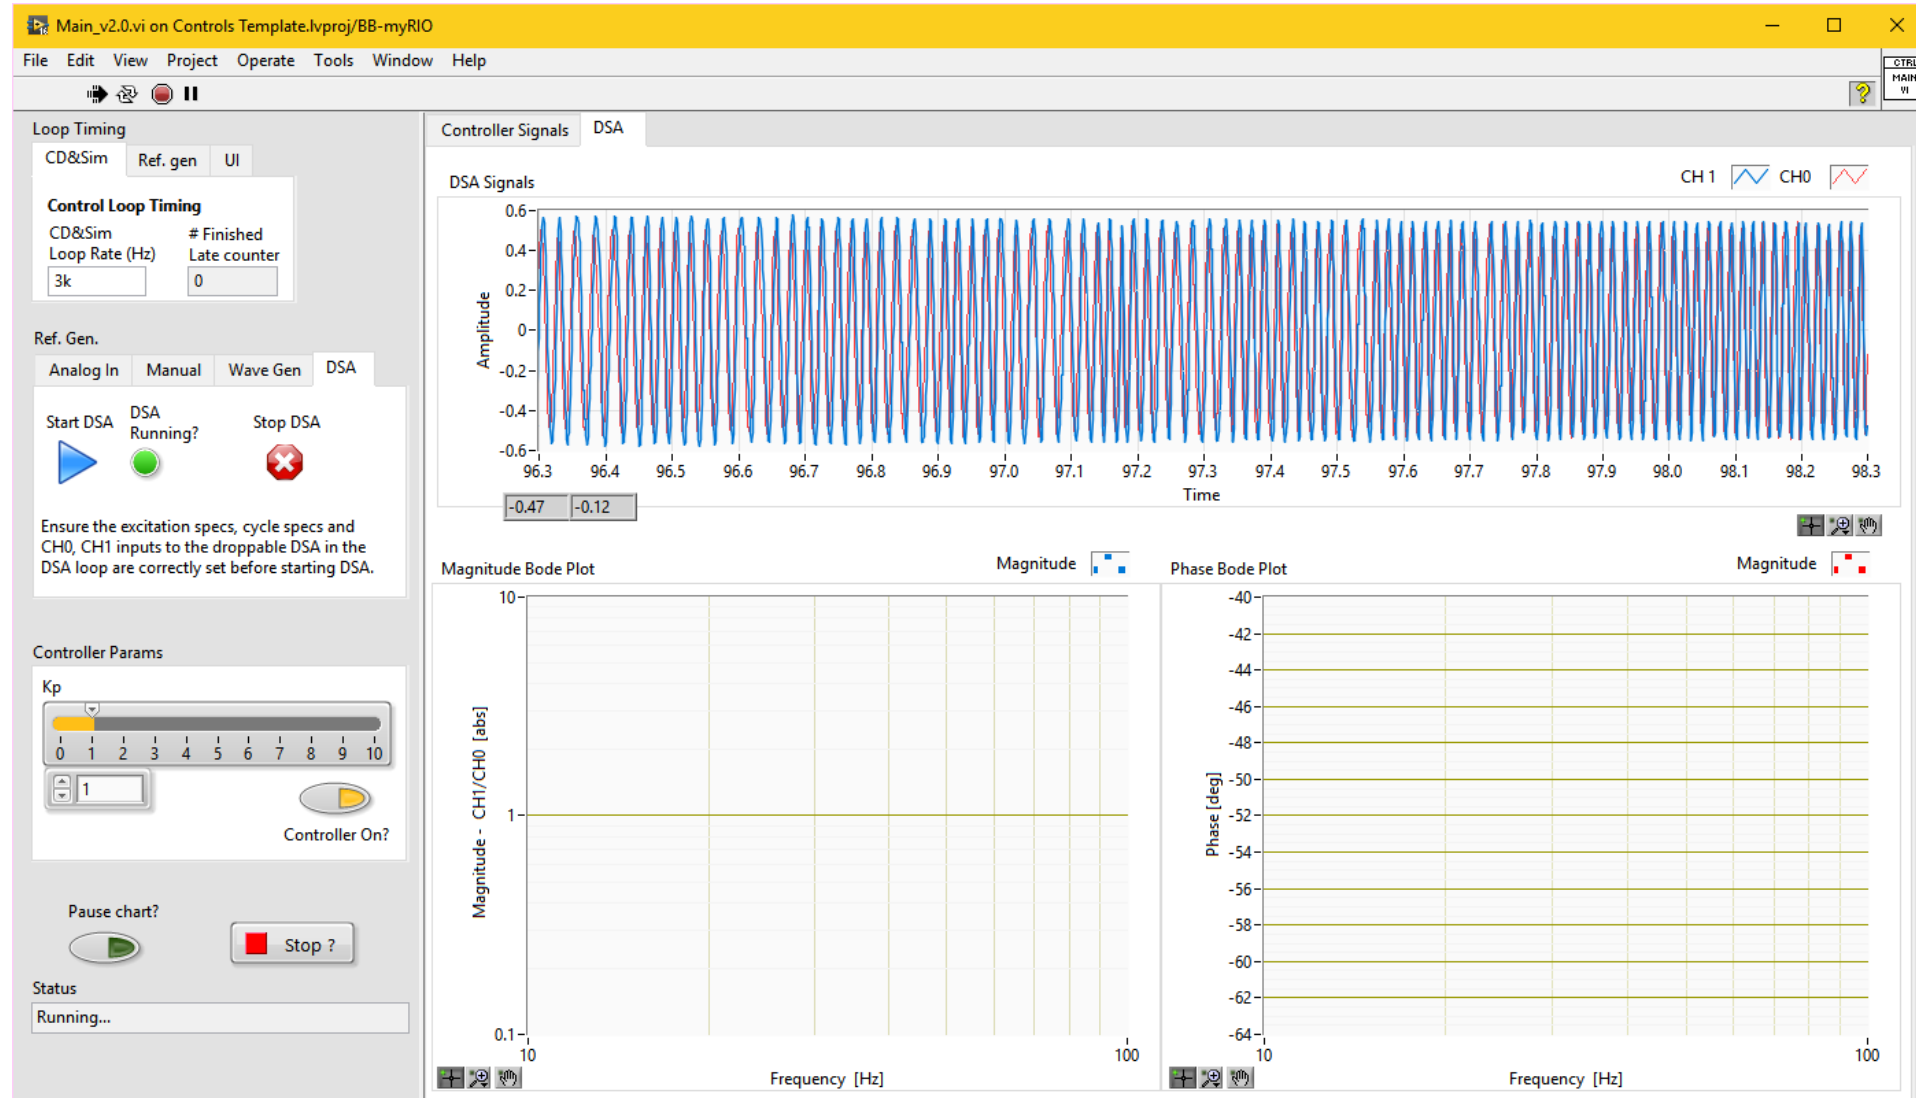 Main_v2.0.vi on Controls Template.lvproj/BB-myRIO
File Edit View Project Operate Tools Window Help
CTRL
MAIN
VI
Loop Timing
CD&Sim Ref. gen UI
Control Loop Timing
CD&Sim
Loop Rate (Hz)
# Finished
Late counter
3k
0
Ref. Gen.
Analog In Manual Wave Gen DSA
Start DSA
DSA
Running?
Stop DSA
Ensure the excitation specs, cycle specs and
CH0, CH1 inputs to the droppable DSA in the
DSA loop are correctly set before starting DSA.
Controller Params
Kp
0 1 2 3 4 5 6 7 8 9 10
1
Controller On?
Pause chart?
Stop ?
Status
Running...
Controller Signals DSA
DSA Signals
CH 1 CH0
Amplitude
0.6
0.4
0.2
0
-0.2
-0.4
-0.6
96.3 96.4 96.5 96.6 96.7 96.8 96.9 97.0 97.1 97.2 97.3 97.4 97.5 97.6 97.7 97.8 97.9 98.0 98.1 98.2 98.3
Time
-0.47 -0.12
Magnitude Bode Plot
Magnitude
Magnitude - CH1/CH0 [abs]
10
1
0.1
10 100
Frequency [Hz]
Phase Bode Plot
Magnitude
Phase [deg]
-40
-42
-44
-46
-48
-50
-52
-54
-56
-58
-60
-62
-64
10 100
Frequency [Hz]